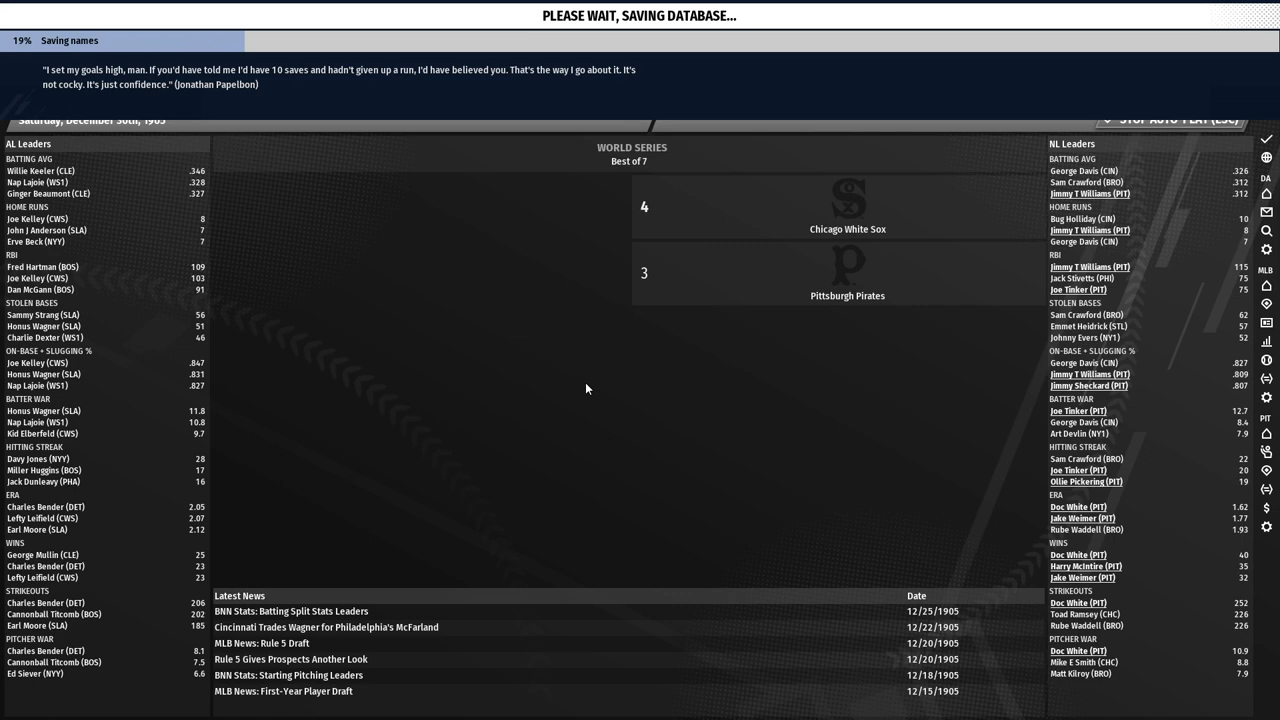 PLEASE WAIT, SAVING DATABASE...
19% Saving names
"I set my goals high, man. If you'd have told me I'd have 10 saves and hadn't given up a run, I'd have believed you. That's the way I go about it. It's
not cocky. It's just confidence." (Jonathan Papelbon)
Saturday, December 30th, 1905
STOP AUTO-PLAY (ESC)
AL Leaders
BATTING AVG
Willie Keeler (CLE) .346
Nap Lajoie (WS1) .328
Ginger Beaumont (CLE) .327
HOME RUNS
Joe Kelley (CWS) 8
John J Anderson (SLA) 7
Erve Beck (NYY) 7
RBI
Fred Hartman (BOS) 109
Joe Kelley (CWS) 103
Dan McGann (BOS) 91
STOLEN BASES
Sammy Strang (SLA) 56
Honus Wagner (SLA) 51
Charlie Dexter (WS1) 46
ON-BASE + SLUGGING %
Joe Kelley (CWS) .847
Honus Wagner (SLA) .831
Nap Lajoie (WS1) .827
BATTER WAR
Honus Wagner (SLA) 11.8
Nap Lajoie (WS1) 10.8
Kid Elberfeld (CWS) 9.7
HITTING STREAK
Davy Jones (NYY) 28
Miller Huggins (BOS) 17
Jack Dunleavy (PHA) 16
ERA
Charles Bender (DET) 2.05
Lefty Leifield (CWS) 2.07
Earl Moore (SLA) 2.12
WINS
George Mullin (CLE) 25
Charles Bender (DET) 23
Lefty Leifield (CWS) 23
STRIKEOUTS
Charles Bender (DET) 206
Cannonball Titcomb (BOS) 202
Earl Moore (SLA) 185
PITCHER WAR
Charles Bender (DET) 8.1
Cannonball Titcomb (BOS) 7.5
Ed Siever (NYY) 6.6
WORLD SERIES
Best of 7
4
Chicago White Sox
3
Pittsburgh Pirates
Latest News Date
BNN Stats: Batting Split Stats Leaders 12/25/1905
Cincinnati Trades Wagner for Philadelphia's McFarland 12/22/1905
MLB News: Rule 5 Draft 12/20/1905
Rule 5 Gives Prospects Another Look 12/20/1905
BNN Stats: Starting Pitching Leaders 12/18/1905
MLB News: First-Year Player Draft 12/15/1905
NL Leaders
BATTING AVG
George Davis (CIN) .326
Sam Crawford (BRO) .312
Jimmy T Williams (PIT) .312
HOME RUNS
Bug Holliday (CIN) 10
Jimmy T Williams (PIT) 8
George Davis (CIN) 7
RBI
Jimmy T Williams (PIT) 115
Jack Stivetts (PHI) 75
Joe Tinker (PIT) 75
STOLEN BASES
Sam Crawford (BRO) 62
Emmet Heidrick (STL) 57
Johnny Evers (NY1) 52
ON-BASE + SLUGGING %
George Davis (CIN) .827
Jimmy T Williams (PIT) .809
Jimmy Sheckard (PIT) .807
BATTER WAR
Joe Tinker (PIT) 12.7
George Davis (CIN) 8.4
Art Devlin (NY1) 7.9
HITTING STREAK
Sam Crawford (BRO) 22
Joe Tinker (PIT) 20
Ollie Pickering (PIT) 19
ERA
Doc White (PIT) 1.62
Jake Weimer (PIT) 1.77
Rube Waddell (BRO) 1.93
WINS
Doc White (PIT) 40
Harry McIntire (PIT) 35
Jake Weimer (PIT) 32
STRIKEOUTS
Doc White (PIT) 252
Toad Ramsey (CHC) 226
Rube Waddell (BRO) 226
PITCHER WAR
Doc White (PIT) 10.9
Mike E Smith (CHC) 8.8
Matt Kilroy (BRO) 7.9
DA
MLB
PIT